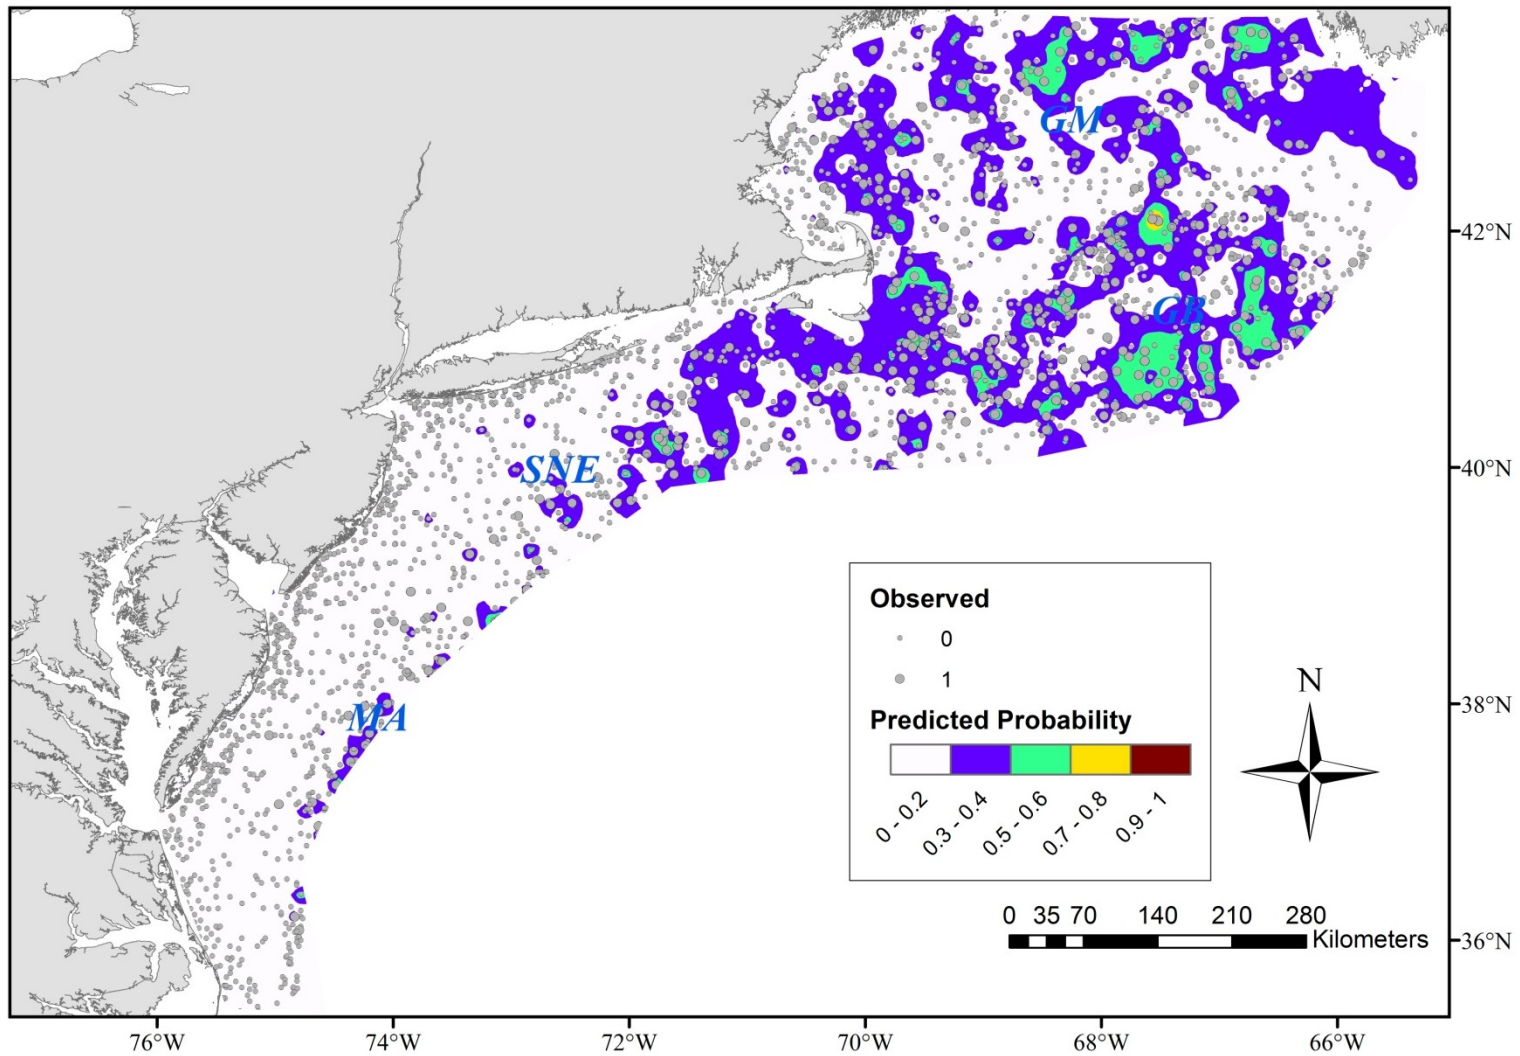 GM
42°N
GB
40°N
SNE
Observed
0
1
N
38°N
MA
Predicted Probability
0 - 0.2
0.3 - 0.4
0.5 - 0.6
0.7 - 0.8
0.9 - 1
0 35 70 140 210 280
Kilometers
36°N
76°W 74°W 72°W 70°W 68°W 66°W